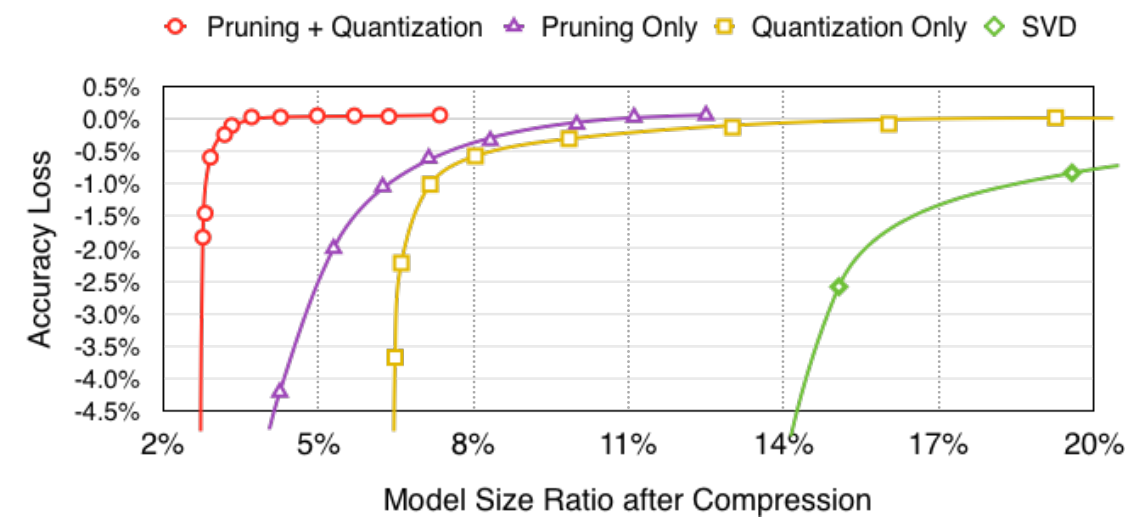 Pruning + Quantization Pruning Only Quantization Only SVD
0.5%
0.0%
-0.5%
-1.0%
-1.5%
-2.0%
-2.5%
-3.0%
-3.5%
-4.0%
-4.5%
Accuracy Loss
2% 5% 8% 11% 14% 17% 20%
Model Size Ratio after Compression